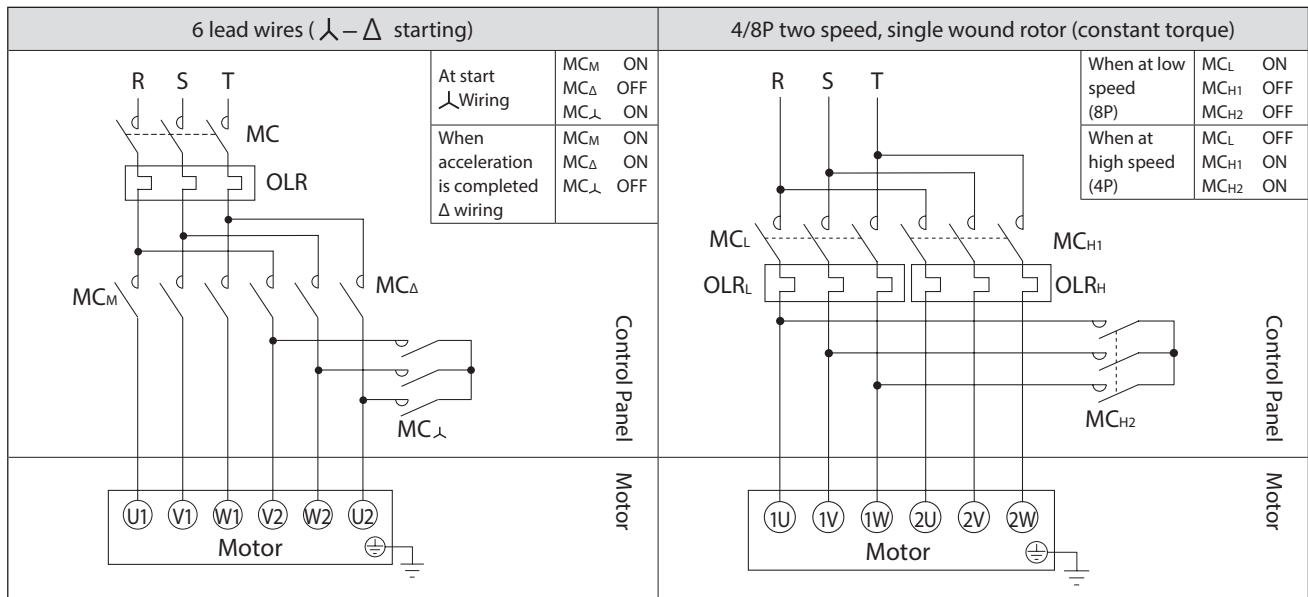 6 lead wires (⅄ – Δ starting)
R S T
At start
⅄Wiring
MCM ON
MCΔ OFF
MC⅄ ON
When
acceleration
is completed
Δ wiring
MCM ON
MCΔ ON
MC⅄ OFF
MC
OLR
MCM
MCΔ
MC⅄
Control Panel
Motor
U1 V1 W1 V2 W2 U2
Motor
4/8P two speed, single wound rotor (constant torque)
R S T
When at low
speed
(8P)
MCL ON
MCH1 OFF
MCH2 OFF
When at
high speed
(4P)
MCL OFF
MCH1 ON
MCH2 ON
MCL
MCH1
OLRL
OLRH
MCH2
Control Panel
Motor
1U 1V 1W 2U 2V 2W
Motor